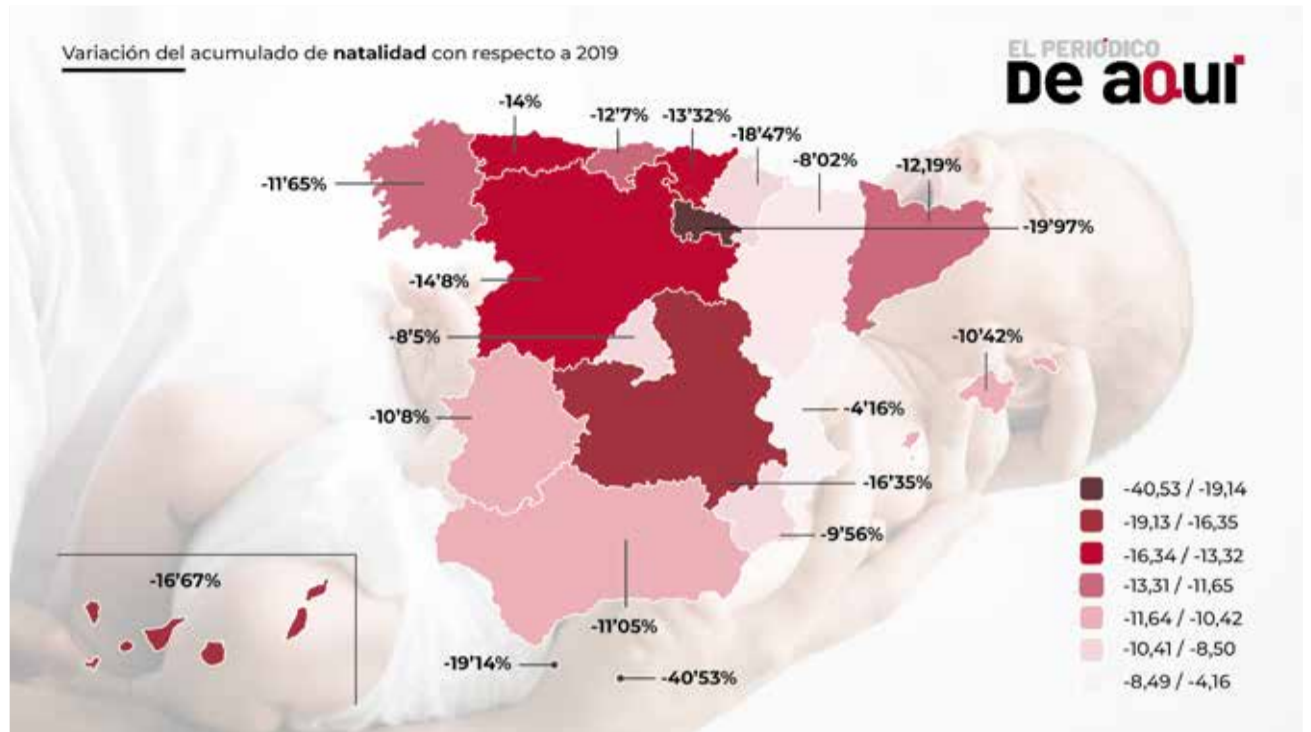 Variación del acumulado de natalidad con respecto a 2019
EL PERIÓDICO
DE AQUÍ
-14%
-12'7%
-13'32%
-18'47%
-8'02%
-12,19%
-11'65%
-19'97%
-14'8%
-8'5%
-10'42%
-10'8%
-4'16%
-16'35%
-9'56%
-16'67%
-11'05%
-19'14%
-40'53%
-40,53 / -19,14
-19,13 / -16,35
-16,34 / -13,32
-13,31 / -11,65
-11,64 / -10,42
-10,41 / -8,50
-8,49 / -4,16